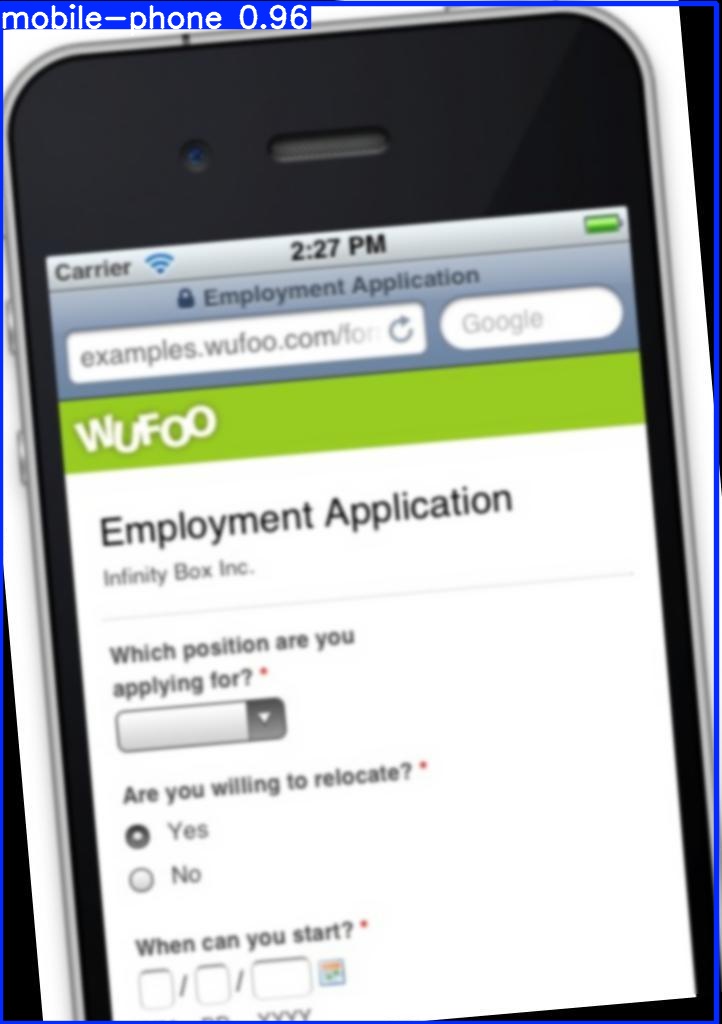 mobile-phone 0.96
Carrier 2:27 PM
Employment Application
examples.wufoo.com/for Google
WUFOO
Employment Application
Infinity Box Inc.
Which position are you
applying for? *
Are you willing to relocate? *
Yes
No
When can you start? *
/ /
DD YYYY